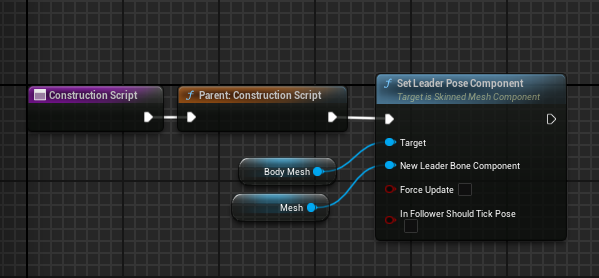 Construction Script
Parent: Construction Script
Set Leader Pose Component
Target is Skinned Mesh Component
Target
Body Mesh
New Leader Bone Component
Force Update
Mesh
In Follower Should Tick Pose